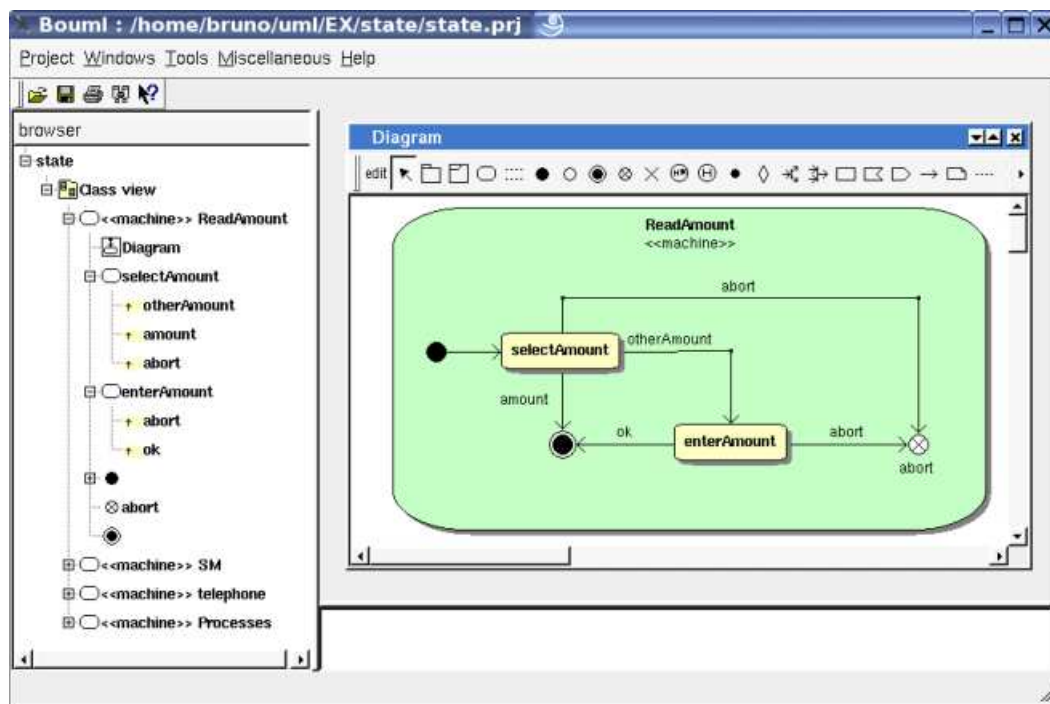 Bouml : /home/bruno/uml/EX/state/state.prj
Project Windows Tools Miscellaneous Help
browser
state
Class view
<<machine>> ReadAmount
Diagram
selectAmount
otherAmount
amount
abort
enterAmount
abort
ok
abort
<<machine>> SM
<<machine>> telephone
<<machine>> Processes
Diagram
edit
ReadAmount
<<machine>>
abort
selectAmount
otherAmount
amount
ok
enterAmount
abort
abort